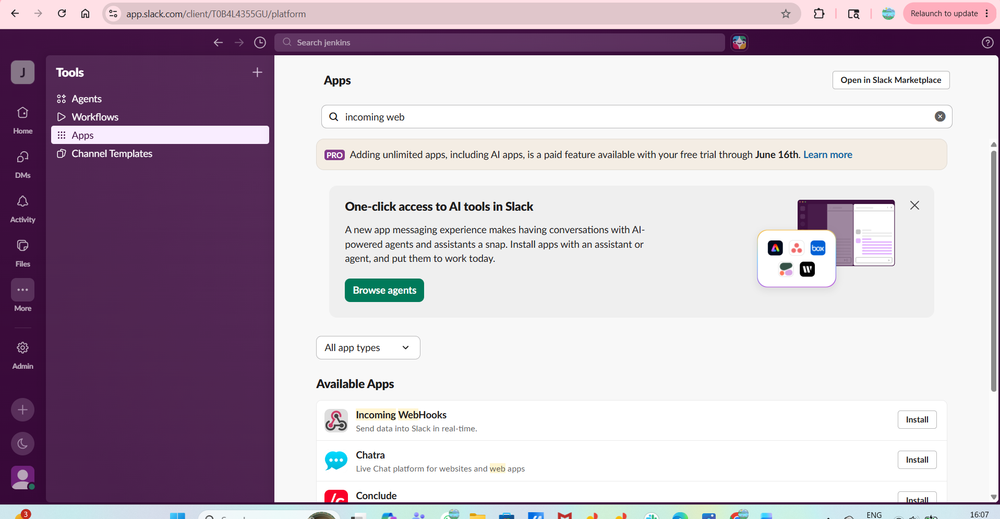 app.slack.com/client/T0B4L4355GU/platform
Relaunch to update
Search jenkins
J
Home
DMs
Activity
Files
More
Admin
Tools
Agents
Workflows
Apps
Channel Templates
Apps
Open in Slack Marketplace
incoming web
PRO Adding unlimited apps, including AI apps, is a paid feature available with your free trial through June 16th. Learn more
One-click access to AI tools in Slack
A new app messaging experience makes having conversations with AI-
powered agents and assistants a snap. Install apps with an assistant or
agent, and put them to work today.
Browse agents
box
All app types
Available Apps
Incoming WebHooks
Send data into Slack in real-time.
Install
Chatra
Live Chat platform for websites and web apps
Install
Conclude
Install
3
ENG
16:07